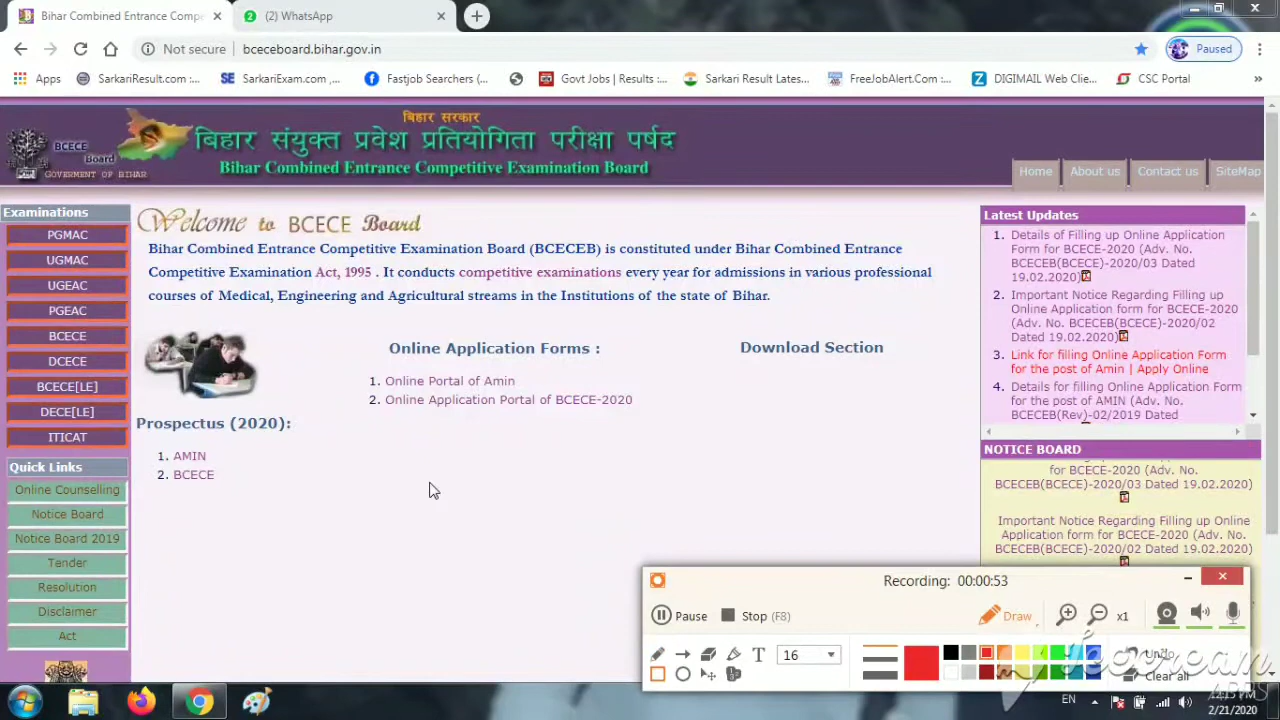 Bihar Combined Entrance Compe
(2) WhatsApp
Not secure
bceceboard.bihar.gov.in
Paused
Apps
SarkariResult.com :...
SarkariExam.com ,...
Fastjob Searchers (...
Govt Jobs | Results :...
Sarkari Result Lates...
FreeJobAlert.Com :...
DIGIMAIL Web Clie...
CSC Portal
»
बिहार सरकार
बिहार संयुक्त प्रवेश प्रतियोगिता परीक्षा पर्षद
BCECE
Board
GOVERMENT OF BIHAR
Bihar Combined Entrance Competitive Examination Board
Home
About us
Contact us
SiteMap
Examinations
PGMAC
UGMAC
UGEAC
PGEAC
BCECE
DCECE
BCECE[LE]
DECE[LE]
ITICAT
Quick Links
Online Counselling
Notice Board
Notice Board 2019
Tender
Resolution
Disclaimer
Act
Welcome to BCECE Board
Bihar Combined Entrance Competitive Examination Board (BCECEB) is constituted under Bihar Combined Entrance
Competitive Examination Act, 1995 . It conducts competitive examinations every year for admissions in various professional
courses of Medical, Engineering and Agricultural streams in the Institutions of the state of Bihar.
Online Application Forms :
1. Online Portal of Amin
2. Online Application Portal of BCECE-2020
Download Section
Prospectus (2020):
1. AMIN
2. BCECE
Latest Updates
1. Details of Filling up Online Application
Form for BCECE-2020 (Adv. No.
BCECEB(BCECE)-2020/03 Dated
19.02.2020)
2. Important Notice Regarding Filling up
Online Application form for BCECE-2020
(Adv. No. BCECEB(BCECE)-2020/02
Dated 19.02.2020)
3. Link for filling Online Application Form
for the post of Amin | Apply Online
4. Details for filling Online Application Form
for the post of AMIN (Adv. No.
BCECEB(Rev)-02/2019 Dated
NOTICE BOARD
for BCECE-2020 (Adv. No.
BCECEB(BCECE)-2020/03 Dated 19.02.2020)
Important Notice Regarding Filling up Online
Application form for BCECE-2020 (Adv. No.
BCECEB(BCECE)-2020/02 Dated 19.02.2020)
Recording: 00:00:53
Pause
Stop (F8)
Draw
x1
T
16
Undo
Clear all
EN
2/21/2020